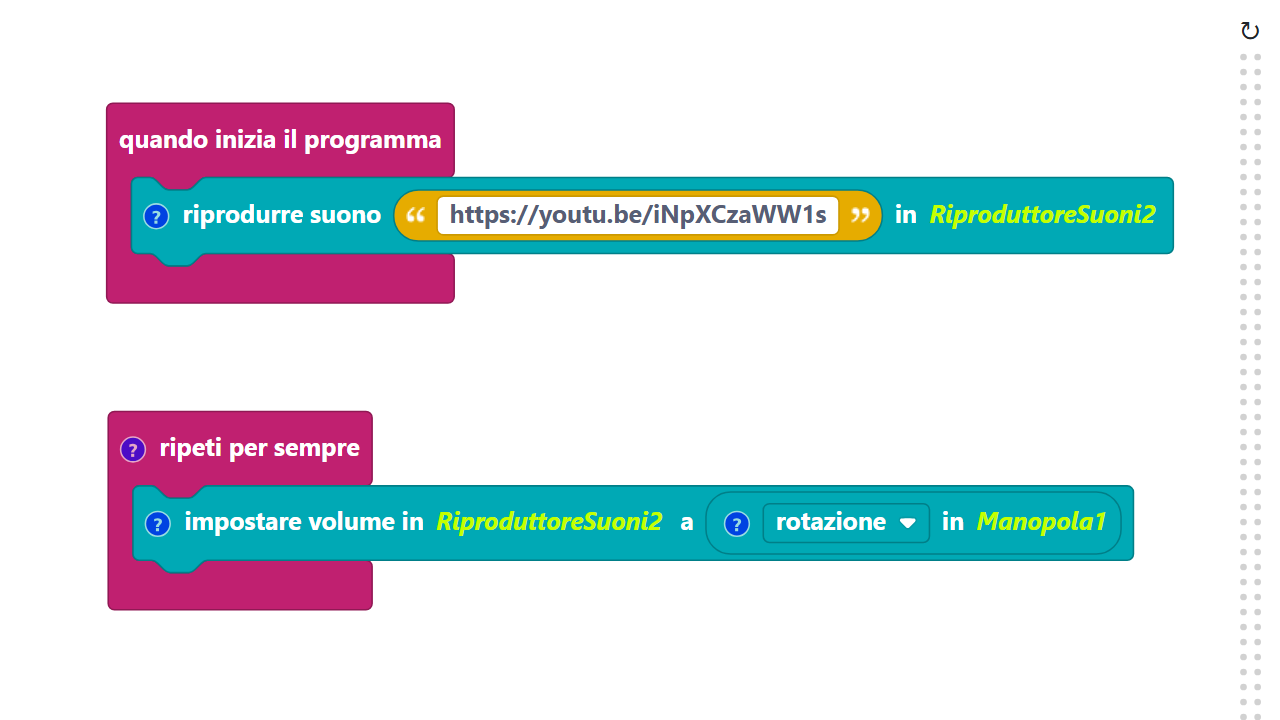 quando inizia il programma
? riprodurre suono “ https://youtu.be/iNpXCzaWW1s ” in RiproduttoreSuoni2
? ripeti per sempre
? impostare volume in RiproduttoreSuoni2 a ? rotazione in Manopola1